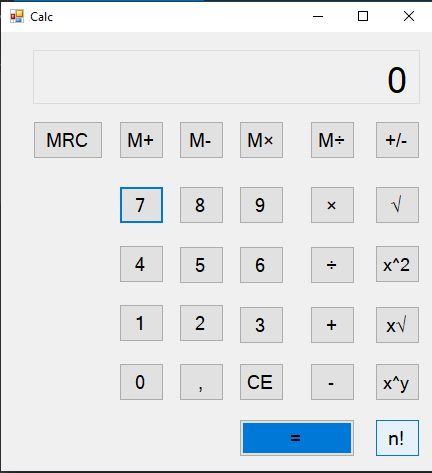 Calc
0
MRC M+ M- M× M÷ +/-
7 8 9 × √
4 5 6 ÷ x^2
1 2 3 + x√
0 , CE - x^y
= n!